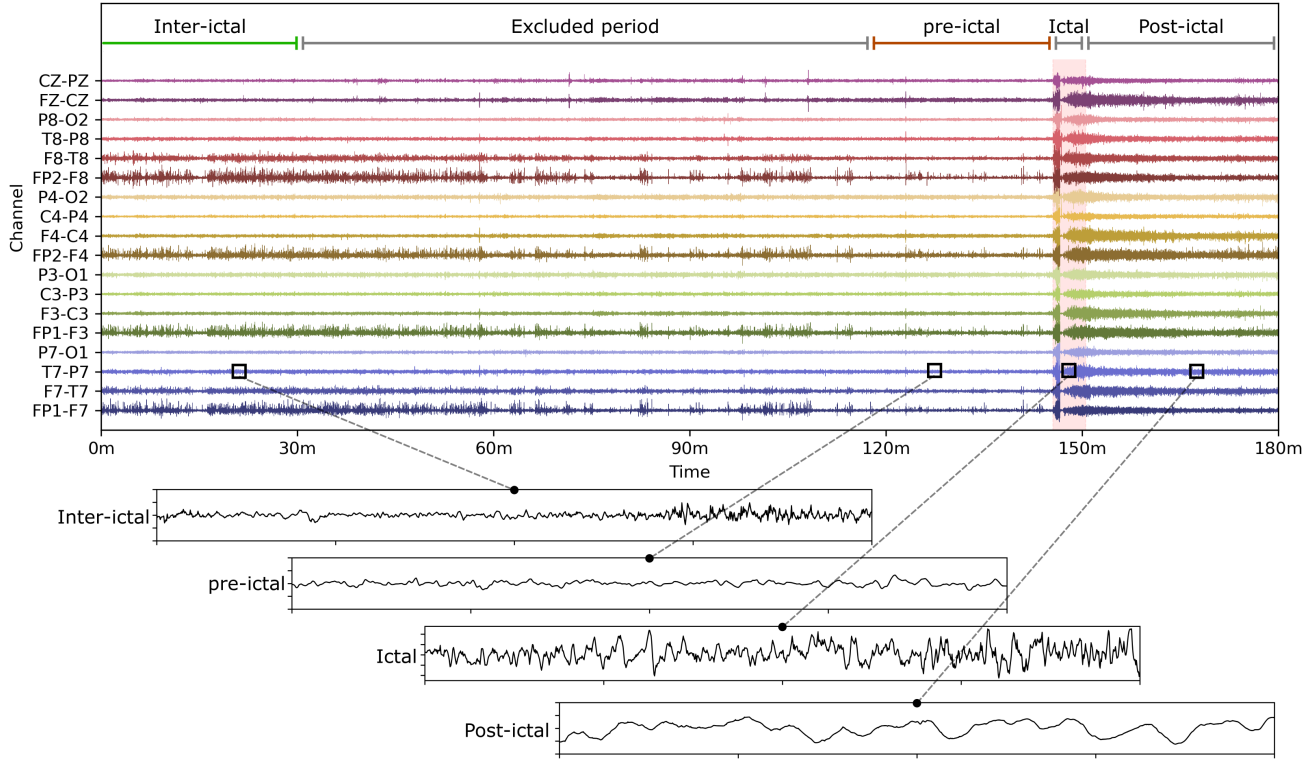 Inter-ictal Excluded period pre-ictal Ictal Post-ictal
CZ-PZ
FZ-CZ
P8-O2
T8-P8
F8-T8
FP2-F8
P4-O2
C4-P4
F4-C4
FP2-F4
P3-O1
C3-P3
F3-C3
FP1-F3
P7-O1
T7-P7
F7-T7
FP1-F7
Channel
0m 30m 60m 90m 120m 150m 180m
Time
Inter-ictal
pre-ictal
Ictal
Post-ictal